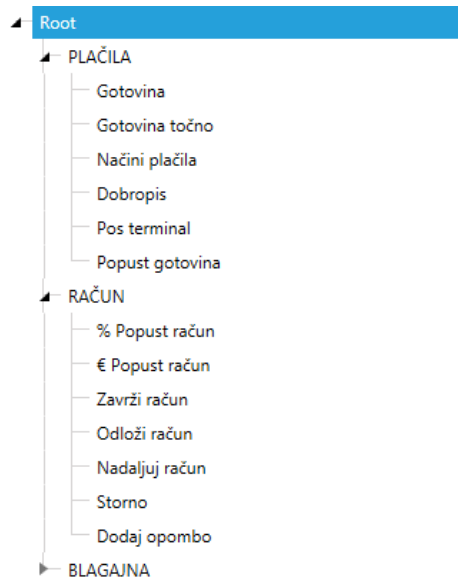 Root
PLAČILA
Gotovina
Gotovina točno
Načini plačila
Dobropis
Pos terminal
Popust gotovina
RAČUN
% Popust račun
€ Popust račun
Zavrži račun
Odloži račun
Nadaljuj račun
Storno
Dodaj opombo
BLAGAJNA